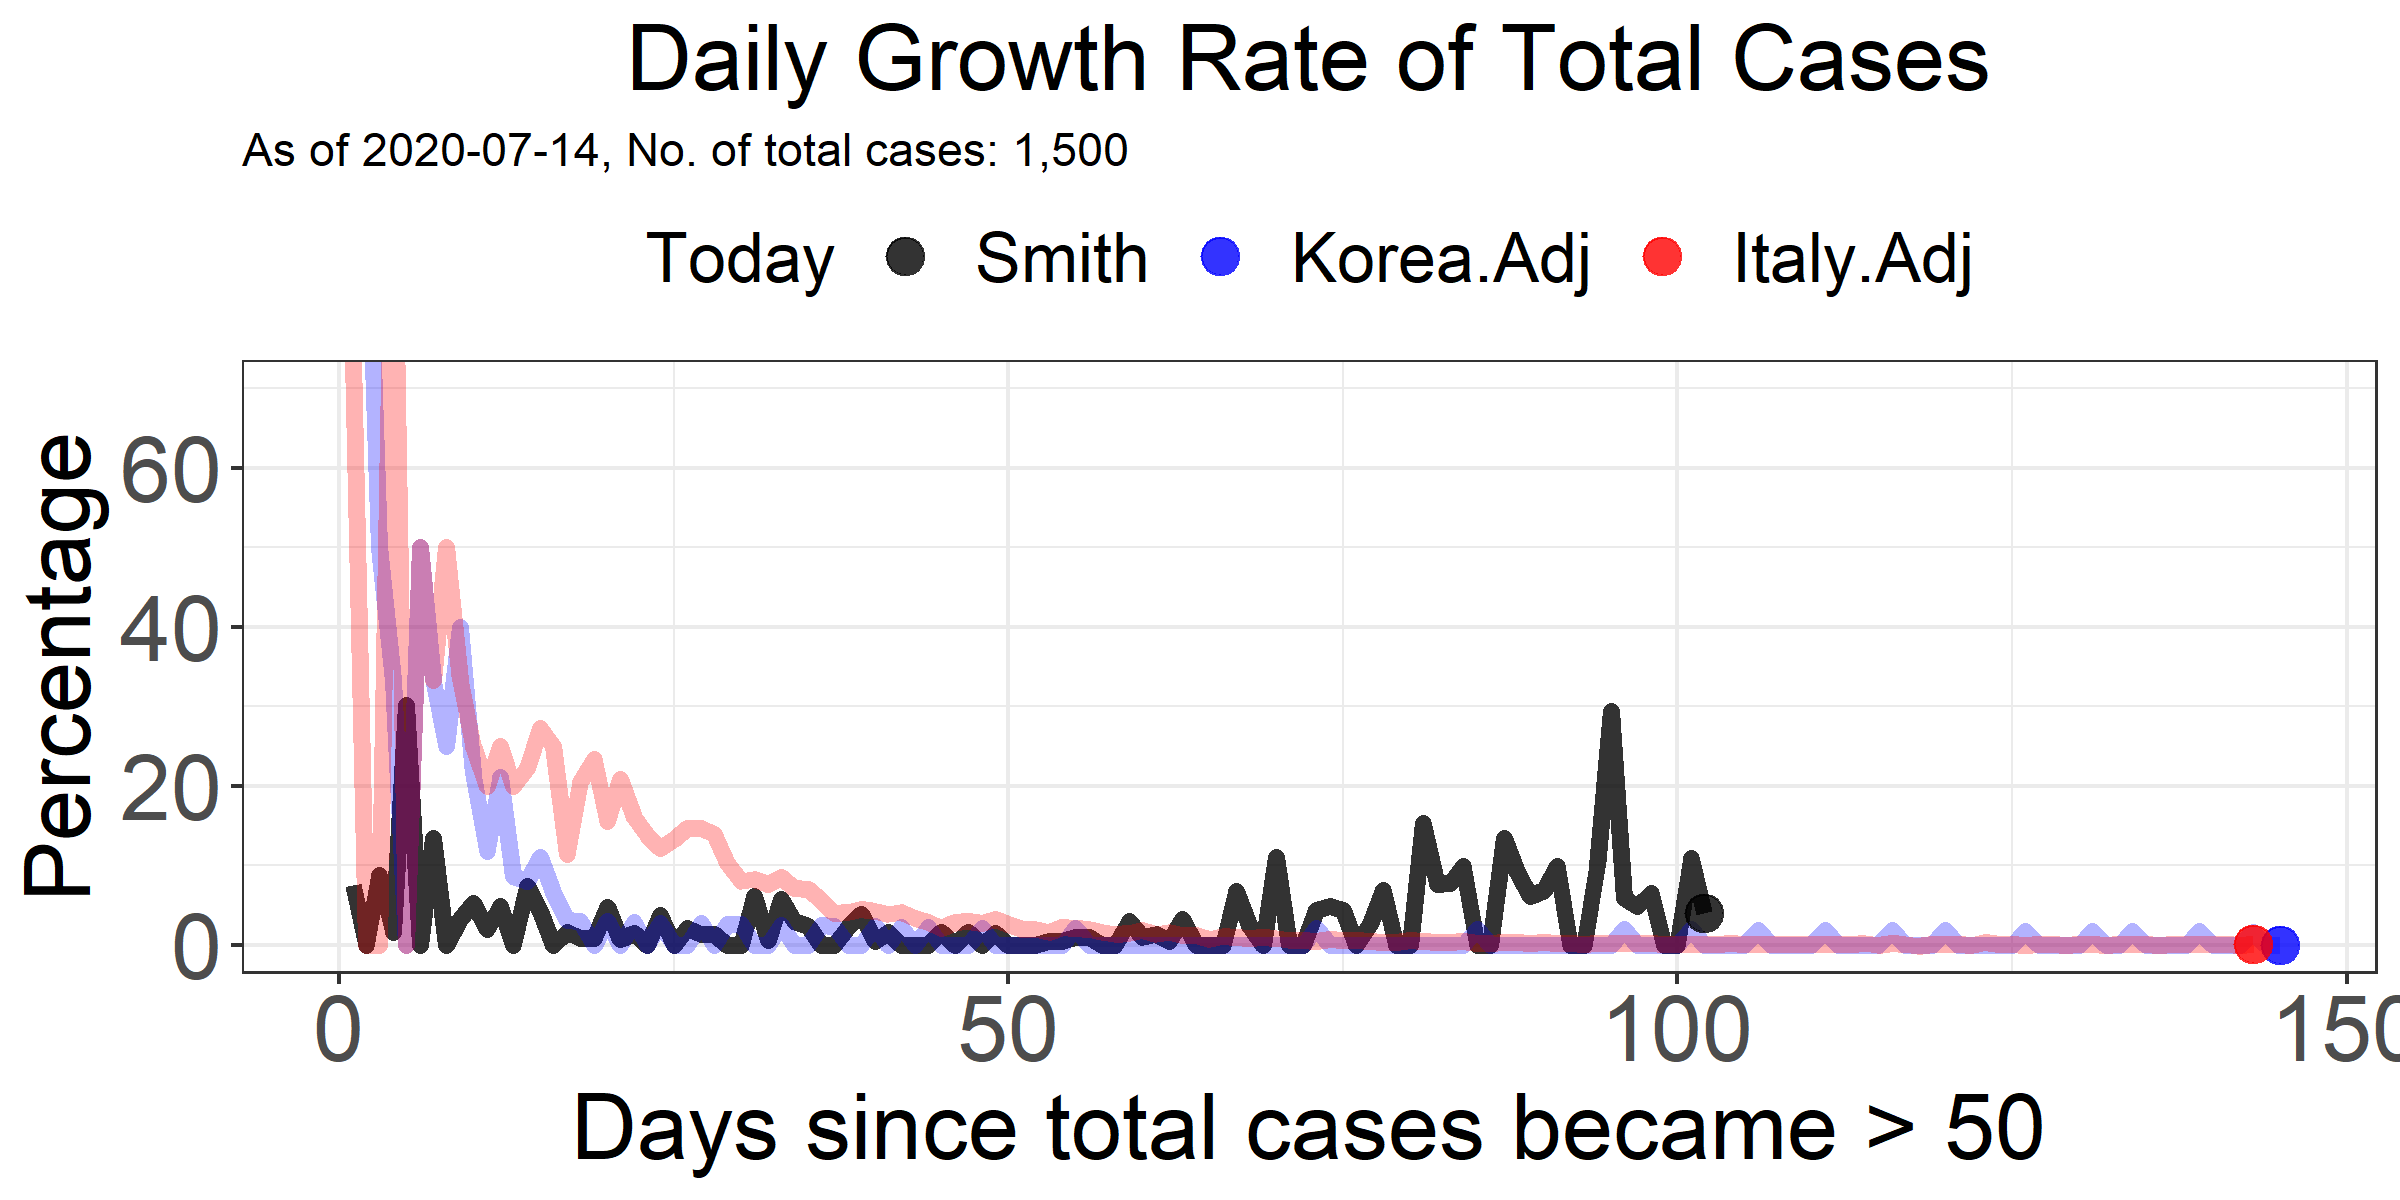 Daily Growth Rate of Total Cases
As of 2020-07-14, No. of total cases: 1,500
Today Smith Korea.Adj Italy.Adj
Percentage
60
40
20
0
0 50 100 150
Days since total cases became > 50